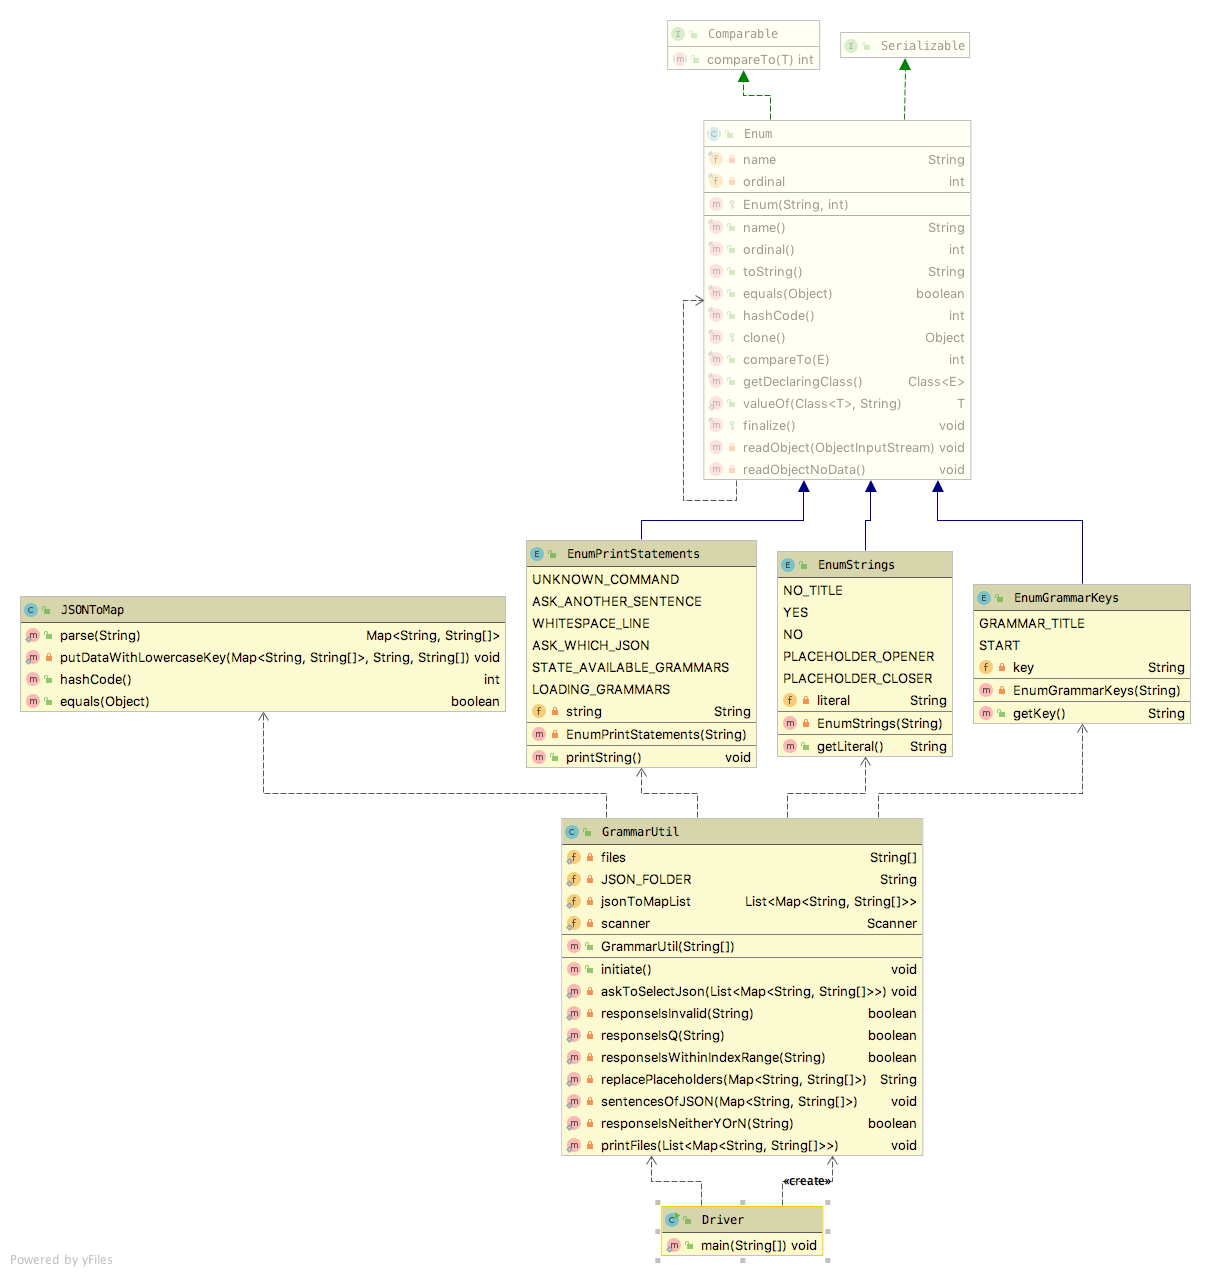 Comparable
compareTo(T) int
Serializable
Enum
name String
ordinal int
Enum(String, int)
name() String
ordinal() int
toString() String
equals(Object) boolean
hashCode() int
clone() Object
compareTo(E) int
getDeclaringClass() Class<E>
valueOf(Class<T>, String) T
finalize() void
readObject(ObjectInputStream) void
readObjectNoData() void
EnumPrintStatements
UNKNOWN_COMMAND
ASK_ANOTHER_SENTENCE
WHITESPACE_LINE
ASK_WHICH_JSON
STATE_AVAILABLE_GRAMMARS
LOADING_GRAMMARS
string String
EnumPrintStatements(String)
printString() void
EnumStrings
NO_TITLE
YES
NO
PLACEHOLDER_OPENER
PLACEHOLDER_CLOSER
literal String
EnumStrings(String)
getLiteral() String
EnumGrammarKeys
GRAMMAR_TITLE
START
key String
EnumGrammarKeys(String)
getKey() String
JSONToMap
parse(String) Map<String, String[]>
putDataWithLowercaseKey(Map<String, String[]>, String, String[]) void
hashCode() int
equals(Object) boolean
GrammarUtil
files String[]
JSON_FOLDER String
jsonToMapList List<Map<String, String[]>>
scanner Scanner
GrammarUtil(String[])
initiate() void
askToSelectJson(List<Map<String, String[]>>) void
responseIsInvalid(String) boolean
responseIsQ(String) boolean
responseIsWithinIndexRange(String) boolean
replacePlaceholders(Map<String, String[]>) String
sentencesOfJSON(Map<String, String[]>) void
responseIsNeitherYOrN(String) boolean
printFiles(List<Map<String, String[]>>) void
«create»
Driver
main(String[]) void
Powered by yFiles